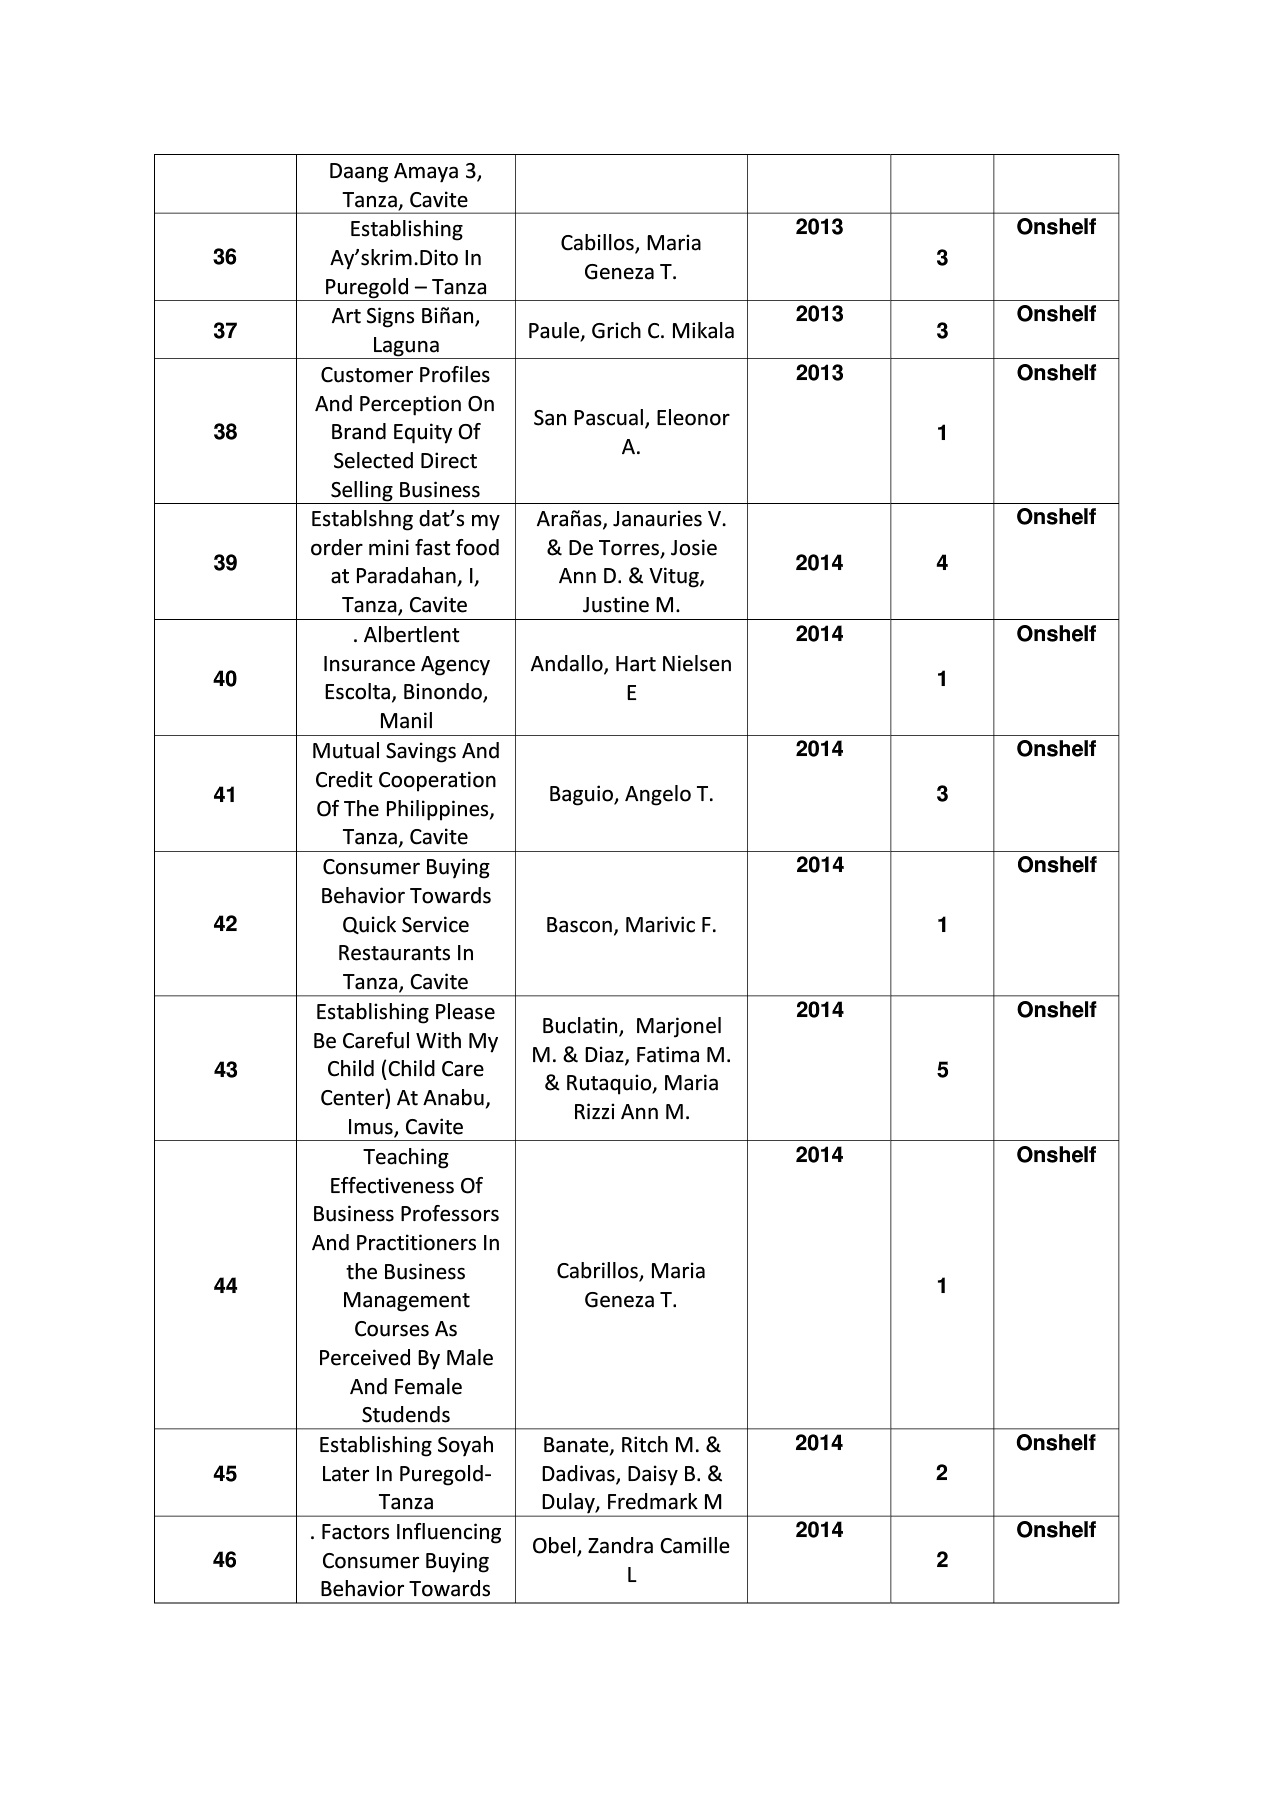 Daang Amaya 3,
Tanza, Cavite
36
Establishing
Ay’skrim.Dito In
Puregold – Tanza
Cabillos, Maria
Geneza T.
2013
3
Onshelf
37
Art Signs Biñan,
Laguna
Paule, Grich C. Mikala
2013
3
Onshelf
38
Customer Profiles
And Perception On
Brand Equity Of
Selected Direct
Selling Business
San Pascual, Eleonor
A.
2013
1
Onshelf
39
Establshng dat’s my
order mini fast food
at Paradahan, I,
Tanza, Cavite
Arañas, Janauries V.
& De Torres, Josie
Ann D. & Vitug,
Justine M.
2014
4
Onshelf
40
. Albertlent
Insurance Agency
Escolta, Binondo,
Manil
Andallo, Hart Nielsen
E
2014
1
Onshelf
41
Mutual Savings And
Credit Cooperation
Of The Philippines,
Tanza, Cavite
Baguio, Angelo T.
2014
3
Onshelf
42
Consumer Buying
Behavior Towards
Quick Service
Restaurants In
Tanza, Cavite
Bascon, Marivic F.
2014
1
Onshelf
43
Establishing Please
Be Careful With My
Child (Child Care
Center) At Anabu,
Imus, Cavite
Buclatin,  Marjonel
M. & Diaz, Fatima M.
& Rutaquio, Maria
Rizzi Ann M.
2014
5
Onshelf
44
Teaching
Effectiveness Of
Business Professors
And Practitioners In
the Business
Management
Courses As
Perceived By Male
And Female
Studends
Cabrillos, Maria
Geneza T.
2014
1
Onshelf
45
Establishing Soyah
Later In Puregold-
Tanza
Banate, Ritch M. &
Dadivas, Daisy B. &
Dulay, Fredmark M
2014
2
Onshelf
46
. Factors Influencing
Consumer Buying
Behavior Towards
Obel, Zandra Camille
L
2014
2
Onshelf